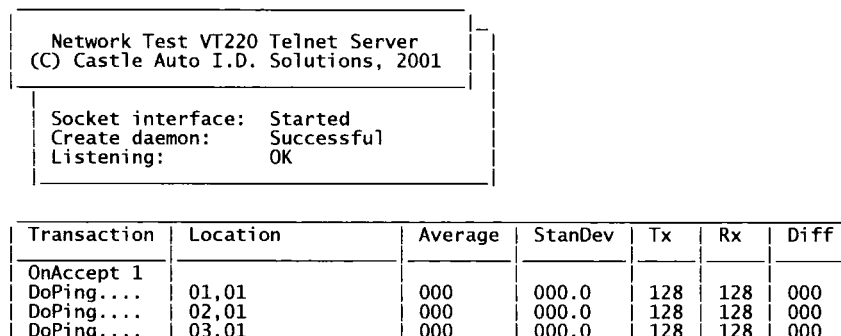 Network Test VT220 Telnet Server
(C) Castle Auto I.D. Solutions, 2001
Socket interface: Started
Create daemon: Successful
Listening: OK
Transaction Location Average StanDev Tx Rx Diff
OnAccept 1
DoPing.... 01,01 000 000.0 128 128 000
DoPing.... 02,01 000 000.0 128 128 000
DoPing.... 03,01 000 000.0 128 128 000